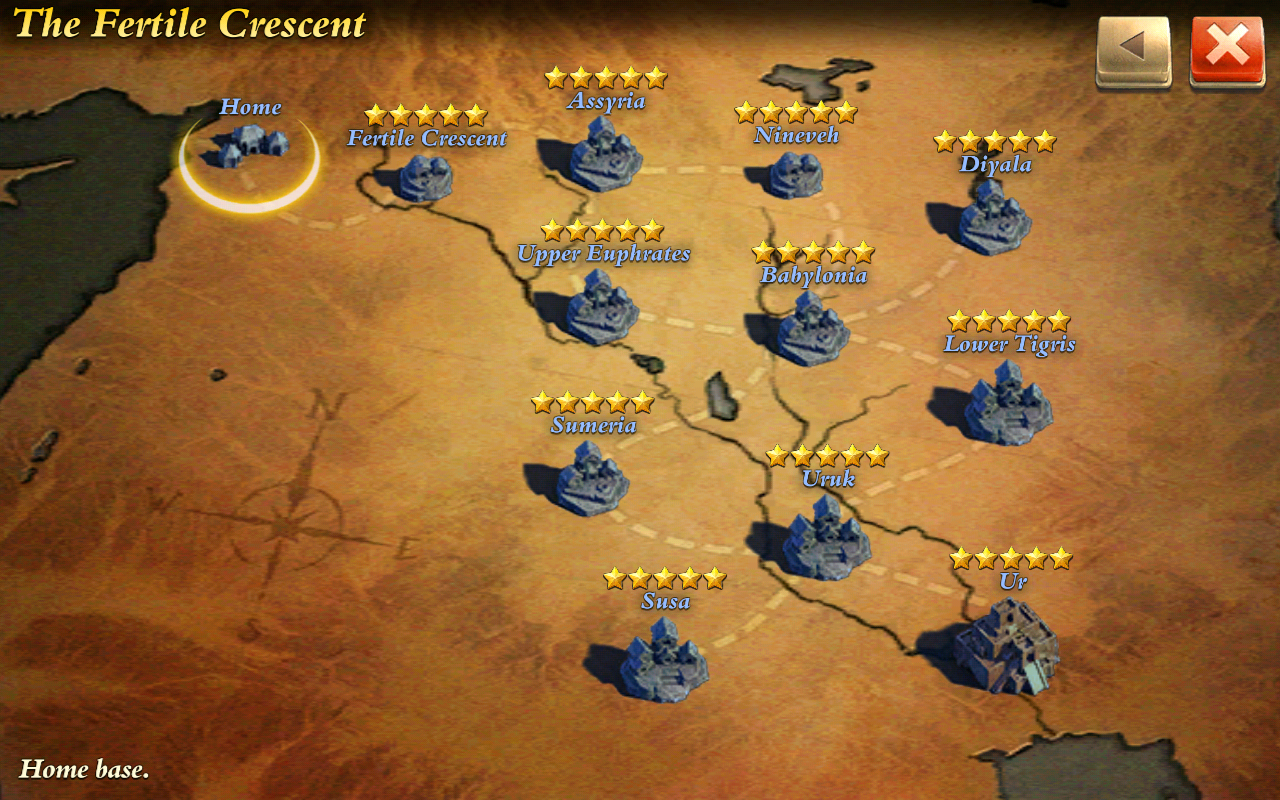 The Fertile Crescent
Home
Fertile Crescent
Assyria
Nineveh
Diyala
Upper Euphrates
Babylonia
Lower Tigris
Sumeria
Uruk
Ur
Susa
N
W
E
S
Home base.